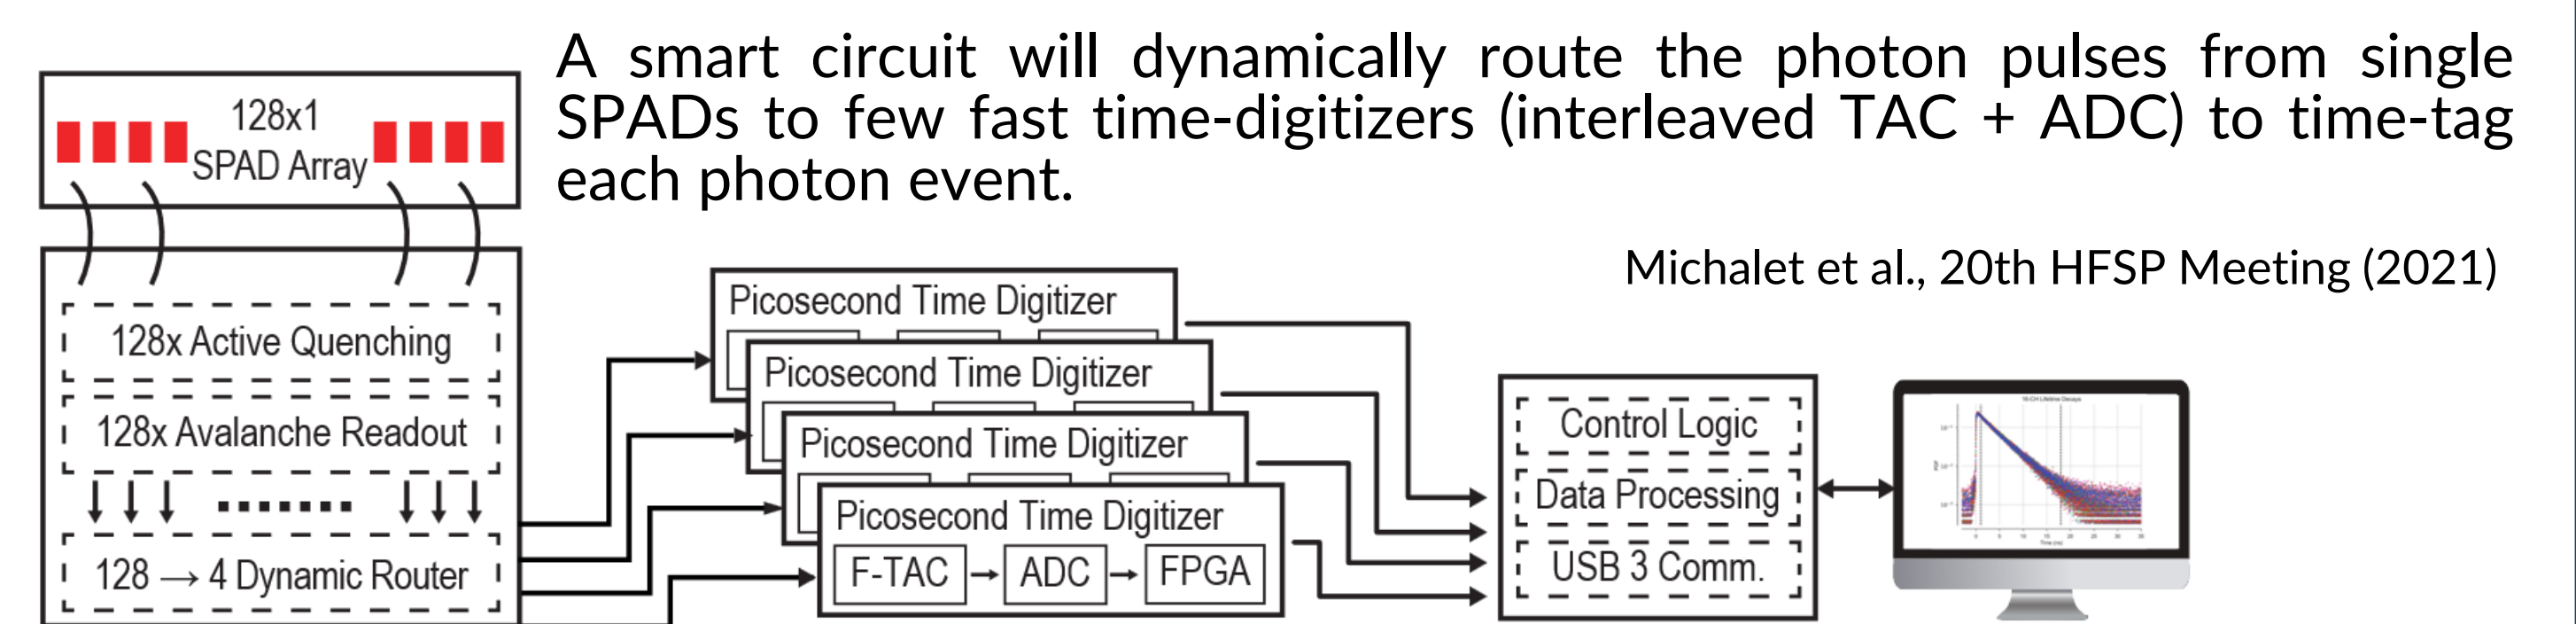 A smart circuit will dynamically route the photon pulses from single
SPADs to few fast time-digitizers (interleaved TAC + ADC) to time-tag
each photon event.
Michalet et al., 20th HFSP Meeting (2021)
128x1
SPAD Array
128x Active Quenching
128x Avalanche Readout
128 → 4 Dynamic Router
Picosecond Time Digitizer
Picosecond Time Digitizer
Picosecond Time Digitizer
Picosecond Time Digitizer
F-TAC
ADC
FPGA
Control Logic
Data Processing
USB 3 Comm.